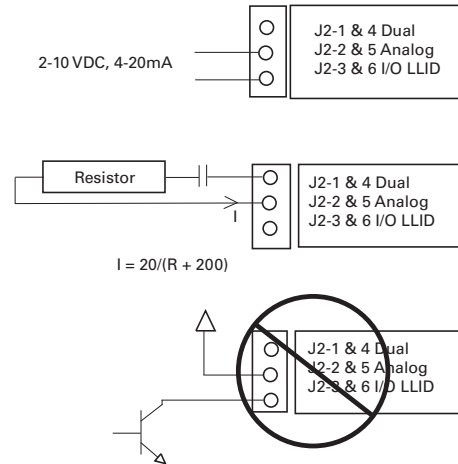 J2-1 & 4 Dual
J2-2 & 5 Analog
J2-3 & 6 I/O LLID
2-10 VDC, 4-20mA
Resistor
J2-1 & 4 Dual
J2-2 & 5 Analog
J2-3 & 6 I/O LLID
I
I = 20/(R + 200)
J2-1 & 4 Dual
J2-2 & 5 Analog
J2-3 & 6 I/O LLID